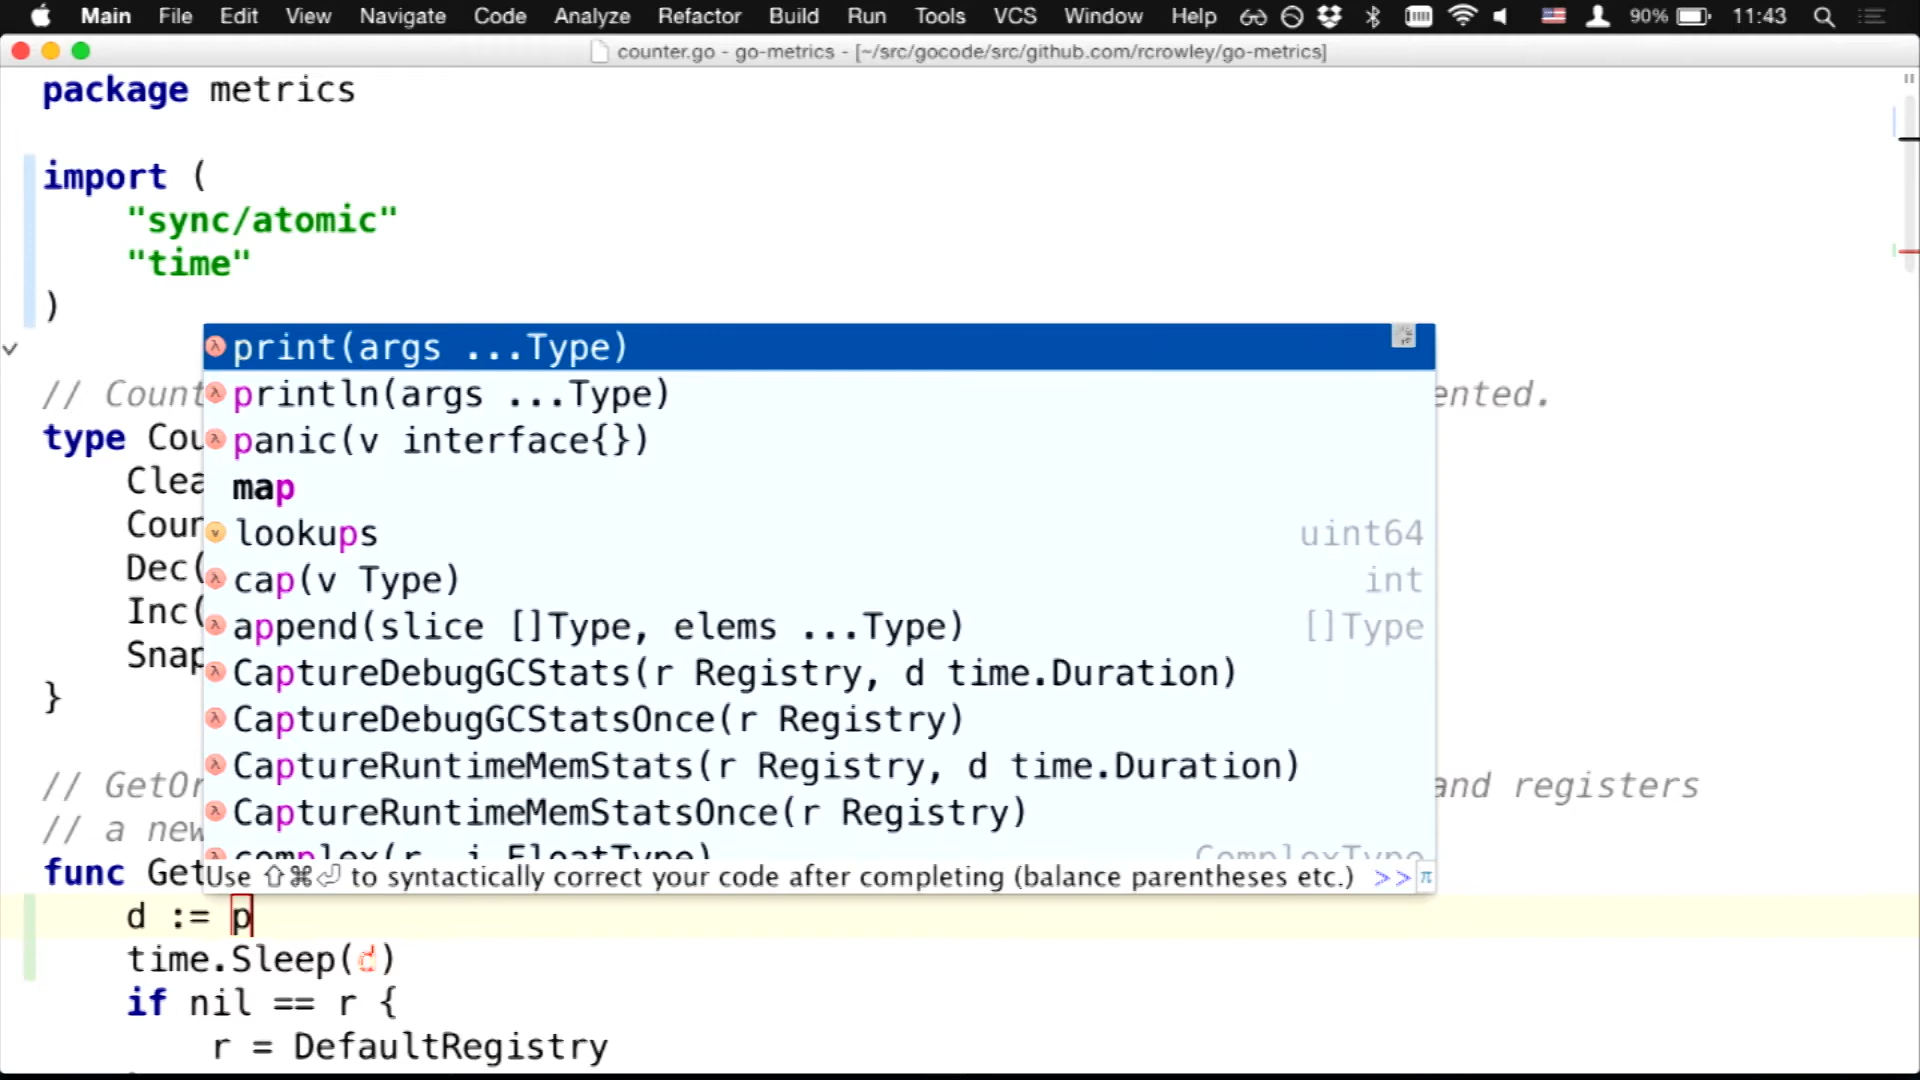 Main File Edit View Navigate Code Analyze Refactor Build Run Tools VCS Window Help 90% 11:43
counter.go - go-metrics - [~/src/gocode/src/github.com/rcrowley/go-metrics]
package metrics
import (
"sync/atomic"
"time"
)
print(args ...Type)
println(args ...Type)
panic(v interface{})
map
lookups uint64
cap(v Type) int
append(slice []Type, elems ...Type) []Type
CaptureDebugGCStats(r Registry, d time.Duration)
CaptureDebugGCStatsOnce(r Registry)
CaptureRuntimeMemStats(r Registry, d time.Duration)
CaptureRuntimeMemStatsOnce(r Registry)
complex(r, i FloatType) ComplexType
Use ⇧⌘⏎ to syntactically correct your code after completing (balance parentheses etc.) >> π
// Count ented.
type Cou
Clea
Coun
Dec(
Inc(
Snap
}
// GetOr and registers
// a new
func Get
d := p
time.Sleep(d)
if nil == r {
r = DefaultRegistry